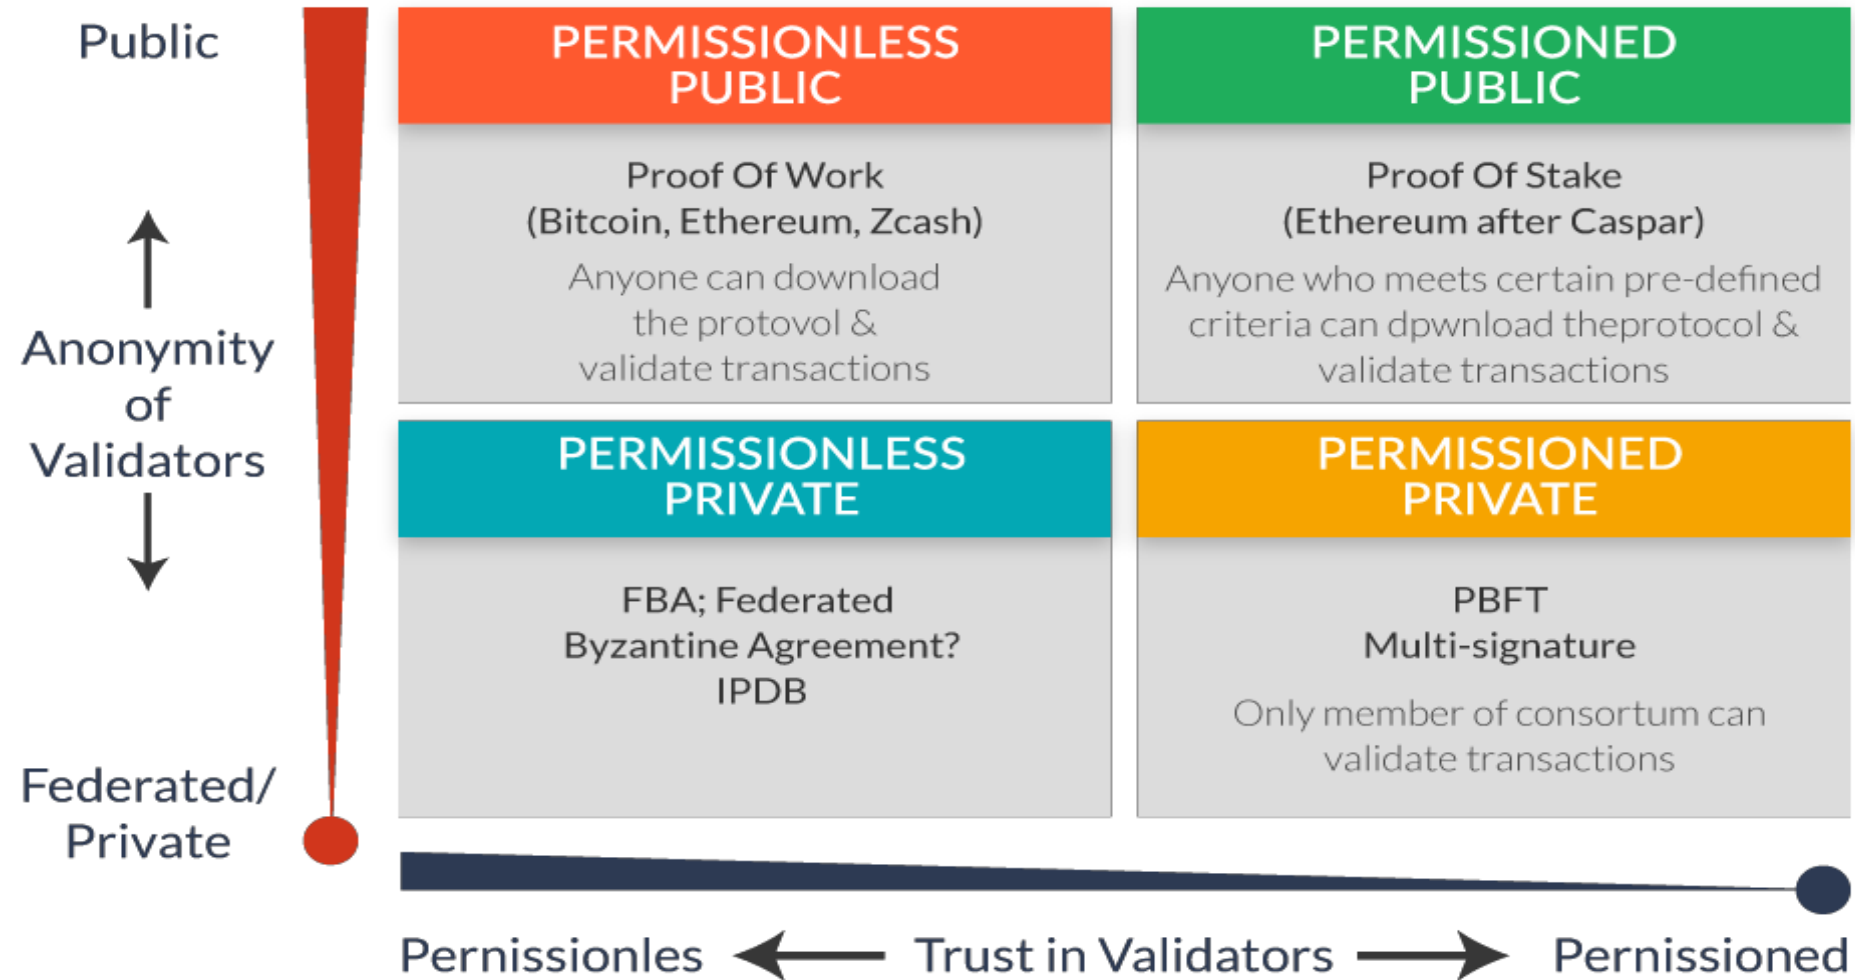 Public
Anonymity
of
Validators
Federated/
Private
PERMISSIONLESS
PUBLIC
Proof Of Work
(Bitcoin, Ethereum, Zcash)
Anyone can download
the protovol &
validate transactions
PERMISSIONED
PUBLIC
Proof Of Stake
(Ethereum after Caspar)
Anyone who meets certain pre-defined
criteria can dpwnload theprotocol &
validate transactions
PERMISSIONLESS
PRIVATE
FBA; Federated
Byzantine Agreement?
IPDB
PERMISSIONED
PRIVATE
PBFT
Multi-signature
Only member of consortum can
validate transactions
Pernissionles
Trust in Validators
Pernissioned